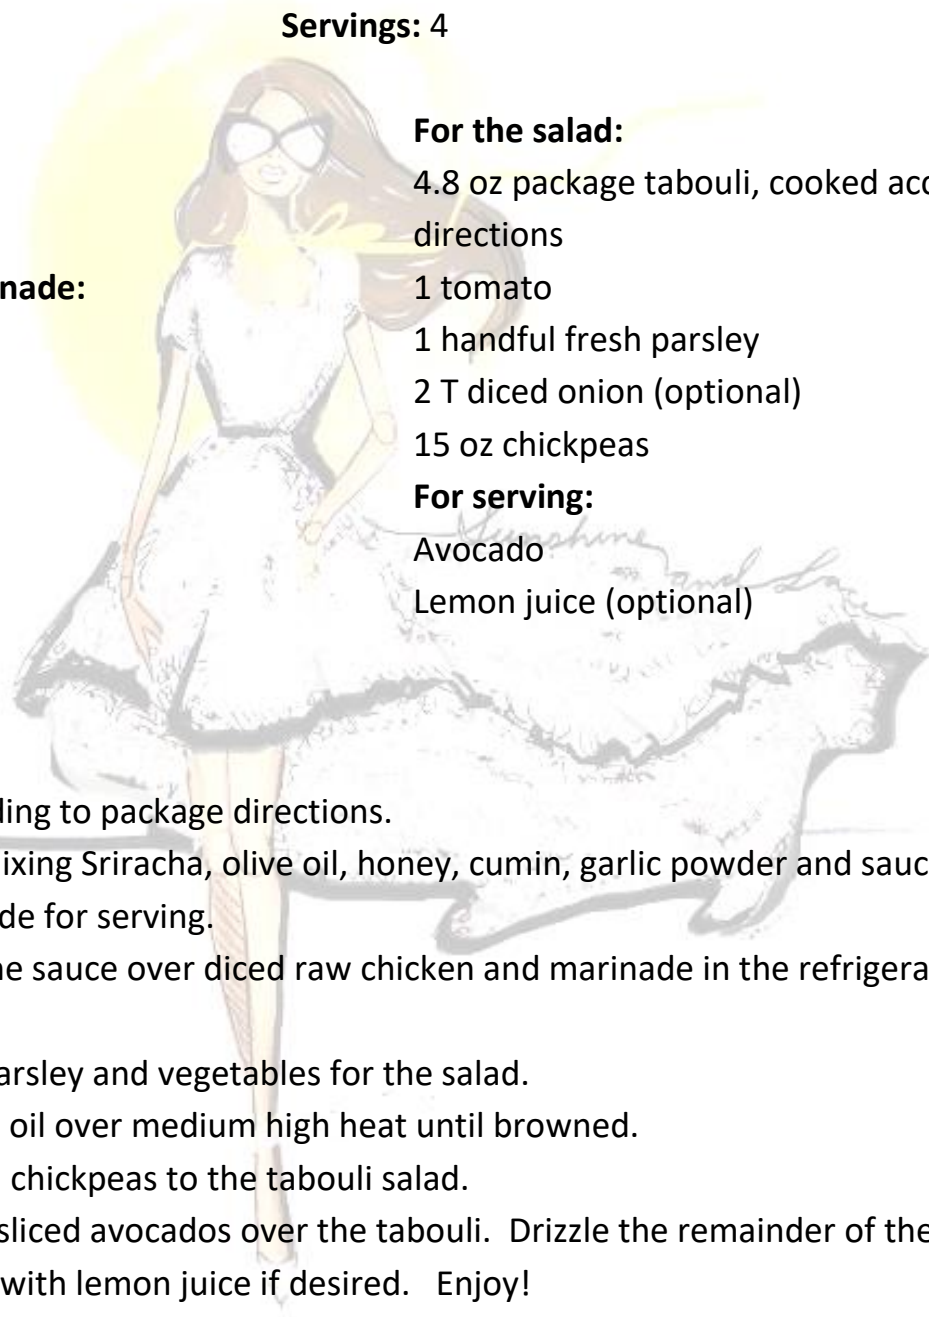 Servings: 4
For the salad:
4.8 oz package tabouli, cooked acc
directions
nade:
1 tomato
1 handful fresh parsley
2 T diced onion (optional)
15 oz chickpeas
For serving:
Sunshine
and
Avocado
Lemon juice (optional)
ding to package directions.
ixing Sriracha, olive oil, honey, cumin, garlic powder and sauc
de for serving.
ne sauce over diced raw chicken and marinade in the refrigera
arsley and vegetables for the salad.
oil over medium high heat until browned.
chickpeas to the tabouli salad.
sliced avocados over the tabouli.  Drizzle the remainder of the
with lemon juice if desired.   Enjoy!